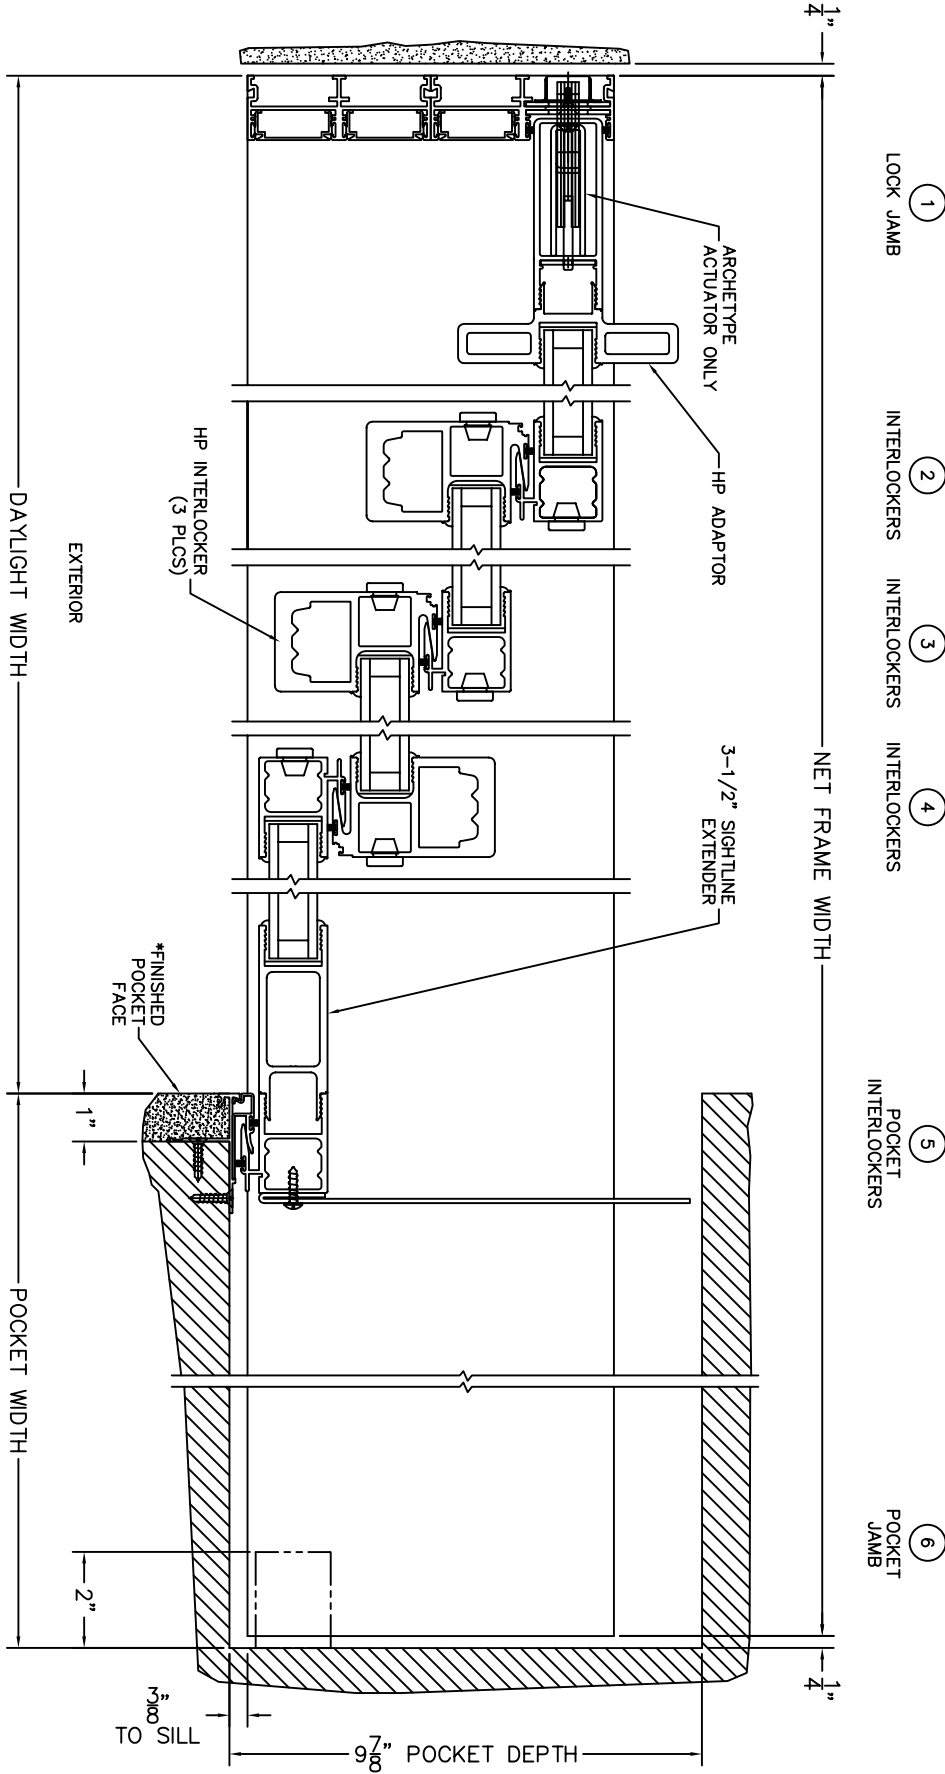 1
LOCK JAMB
2
INTERLOCKERS
3
INTERLOCKERS
4
INTERLOCKERS
5
POCKET
INTERLOCKERS
6
POCKET
JAMB
1/4"
NET FRAME WIDTH
1/4"
ARCHETYPE
ACTUATOR ONLY
HP ADAPTOR
3-1/2" SIGHTLINE
EXTENDER
HP INTERLOCKER
(3 PLCS)
*FINISHED
POCKET
FACE
EXTERIOR
1"
2"
3/8"
TO SILL
9 7/8" POCKET DEPTH
DAYLIGHT WIDTH
POCKET WIDTH